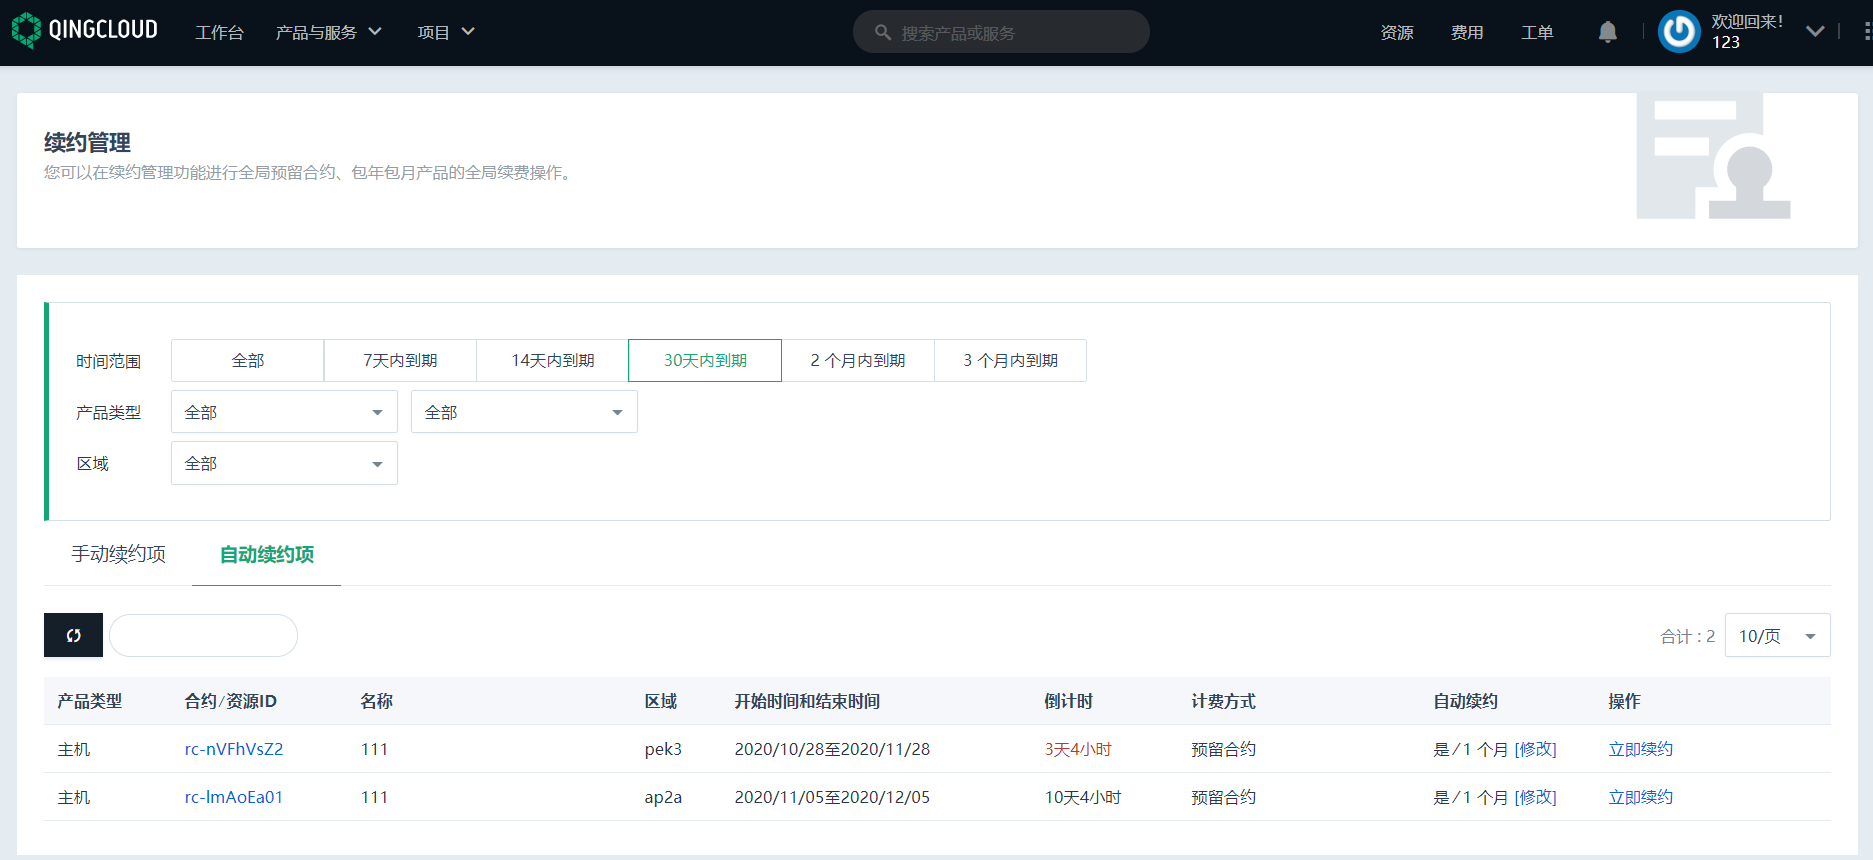 QINGCLOUD 工作台 产品与服务 项目 搜索产品或服务 资源 费用 工单 欢迎回来!
123
续约管理
您可以在续约管理功能进行全局预留合约、包年包月产品的全局续费操作。
时间范围 全部 7天内到期 14天内到期 30天内到期 2 个月内到期 3 个月内到期
产品类型 全部 全部
区域 全部
手动续约项 自动续约项
合计 : 2 10/页
产品类型 合约/资源ID 名称 区域 开始时间和结束时间 倒计时 计费方式 自动续约 操作
主机 rc-nVFhVsZ2 111 pek3 2020/10/28至2020/11/28 3天4小时 预留合约 是/1 个月 [修改] 立即续约
主机 rc-lmAoEa01 111 ap2a 2020/11/05至2020/12/05 10天4小时 预留合约 是/1 个月 [修改] 立即续约